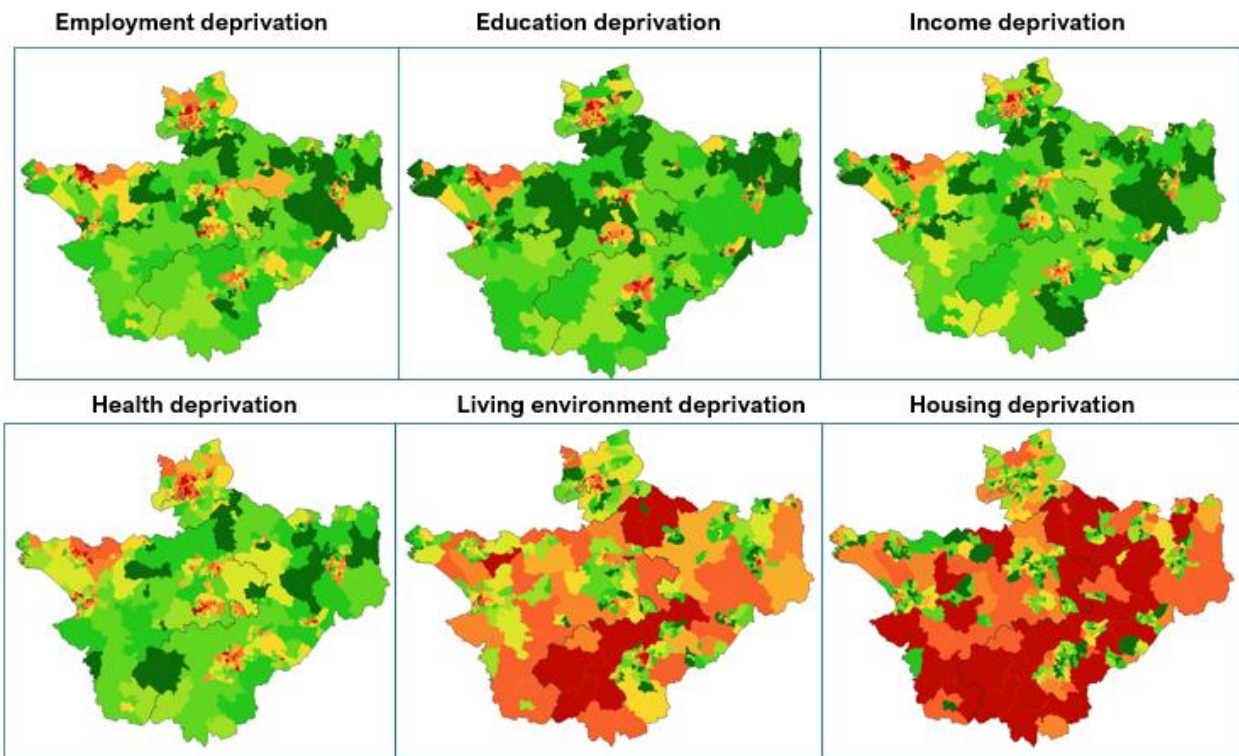 Employment deprivation
Education deprivation
Income deprivation
Health deprivation
Living environment deprivation
Housing deprivation